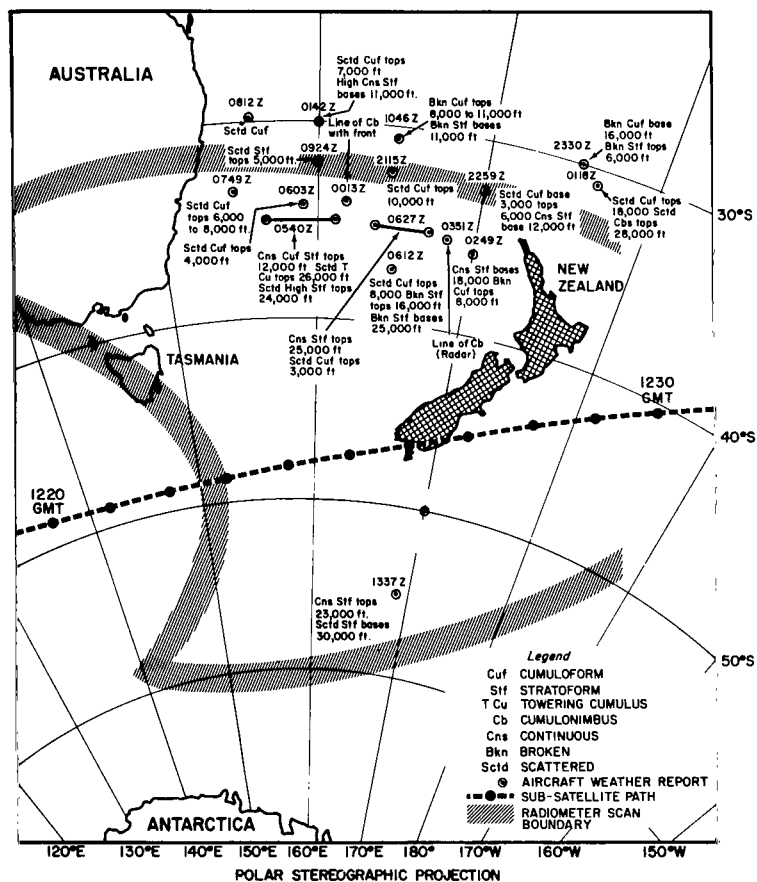 AUSTRALIA
Sctd Cuf tops
7,000 ft
High Cns Stf
bases 11,000 ft.
0812 Z
Sctd Cuf
0142 Z
Line of Cb
with front
1046 Z
Bkn Cuf tops
8,000 to 11,000 ft
Bkn Stf bases
11,000 ft
Bkn Cuf base
16,000 ft
Bkn Stf tops
6,000 ft
2330 Z
0118 Z
Sctd Cuf tops
18,000 Sctd
Cbs tops
28,000 ft
0924 Z
Sctd Stf
tops 5,000 ft.
2115 Z
Sctd Cuf tops
10,000 ft
2259 Z
Sctd Cuf base
3,000 tops
6,000 Cns Stf
base 12,000 ft
30°S
0749 Z
Sctd Cuf
tops 6,000
to 8,000 ft.
0603 Z
Sctd Cuf tops
4,000 ft
0013 Z
0540 Z
Cns Cuf Stf tops
12,000 ft Sctd T
Cu tops 26,000 ft
Sctd High Stf tops
24,000 ft
0627 Z
Cns Stf tops
25,000 ft
Sctd Cuf tops
3,000 ft
0612 Z
Sctd Cuf tops
8,000 Bkn Stf
tops 16,000 ft
Bkn Stf bases
25,000 ft
0351 Z
Line of Cb
(Radar)
0249 Z
Cns Stf bases
18,000 Bkn
Cuf tops
8,000 ft
NEW
ZEALAND
TASMANIA
1230
GMT
40°S
1220
GMT
1337 Z
Cns Stf tops
23,000 ft.
Sctd Stf bases
30,000 ft.
50°S
Legend
Cuf CUMULOFORM
Stf STRATOFORM
T Cu TOWERING CUMULUS
Cb CUMULONIMBUS
Cns CONTINUOUS
Bkn BROKEN
Sctd SCATTERED
AIRCRAFT WEATHER REPORT
SUB-SATELLITE PATH
RADIOMETER SCAN
BOUNDARY
ANTARCTICA
120°E 130°E 140°E 150°E 160°E 170°E 180° 170°W 160°W 150°W
POLAR STEREOGRAPHIC PROJECTION